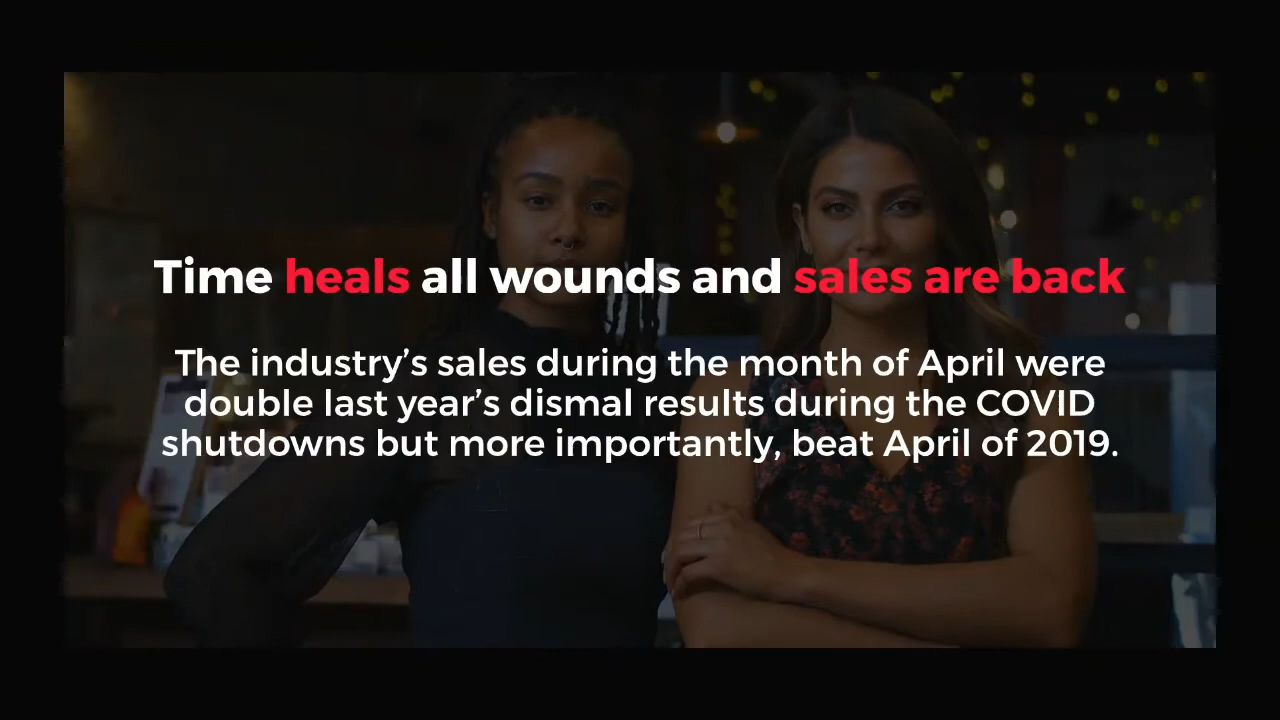 Time heals all wounds and sales are back
The industry’s sales during the month of April were
double last year’s dismal results during the COVID
shutdowns but more importantly, beat April of 2019.